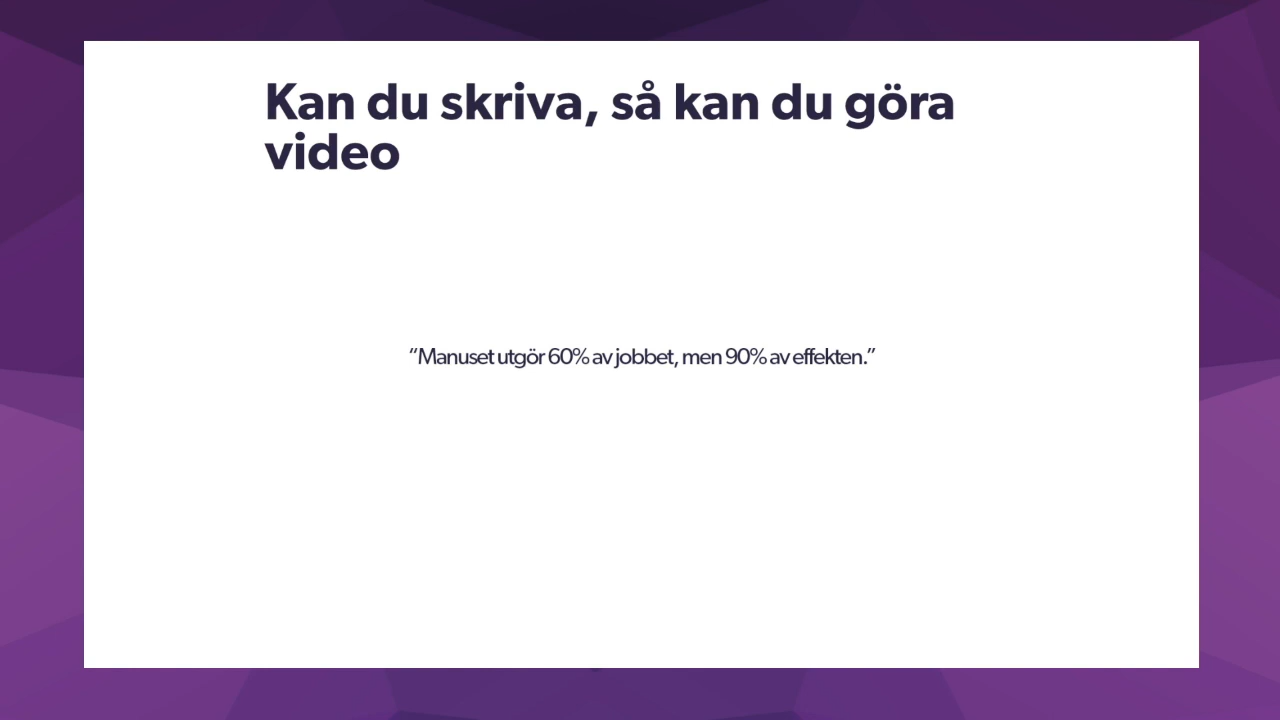 Kan du skriva, så kan du göra
video
“Manuset utgör 60% av jobbet, men 90% av effekten.”